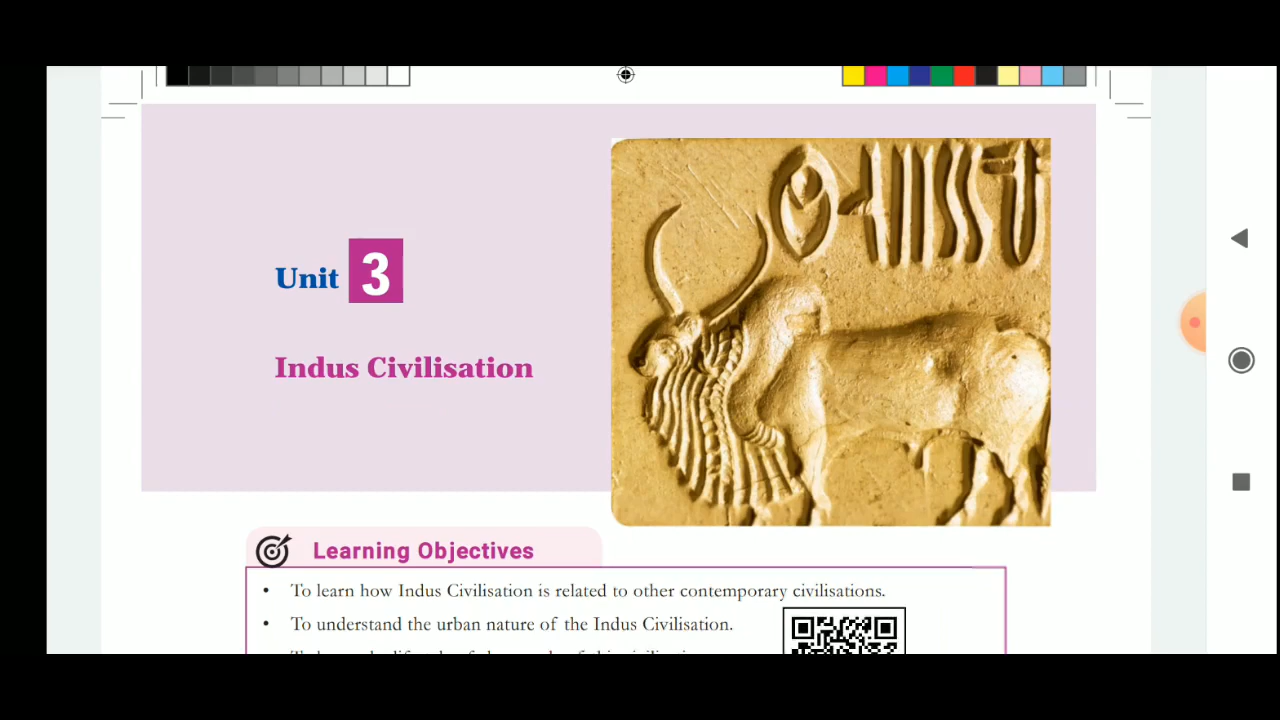 Unit 3
Indus Civilisation
Learning Objectives
• To learn how Indus Civilisation is related to other contemporary civilisations.
• To understand the urban nature of the Indus Civilisation.